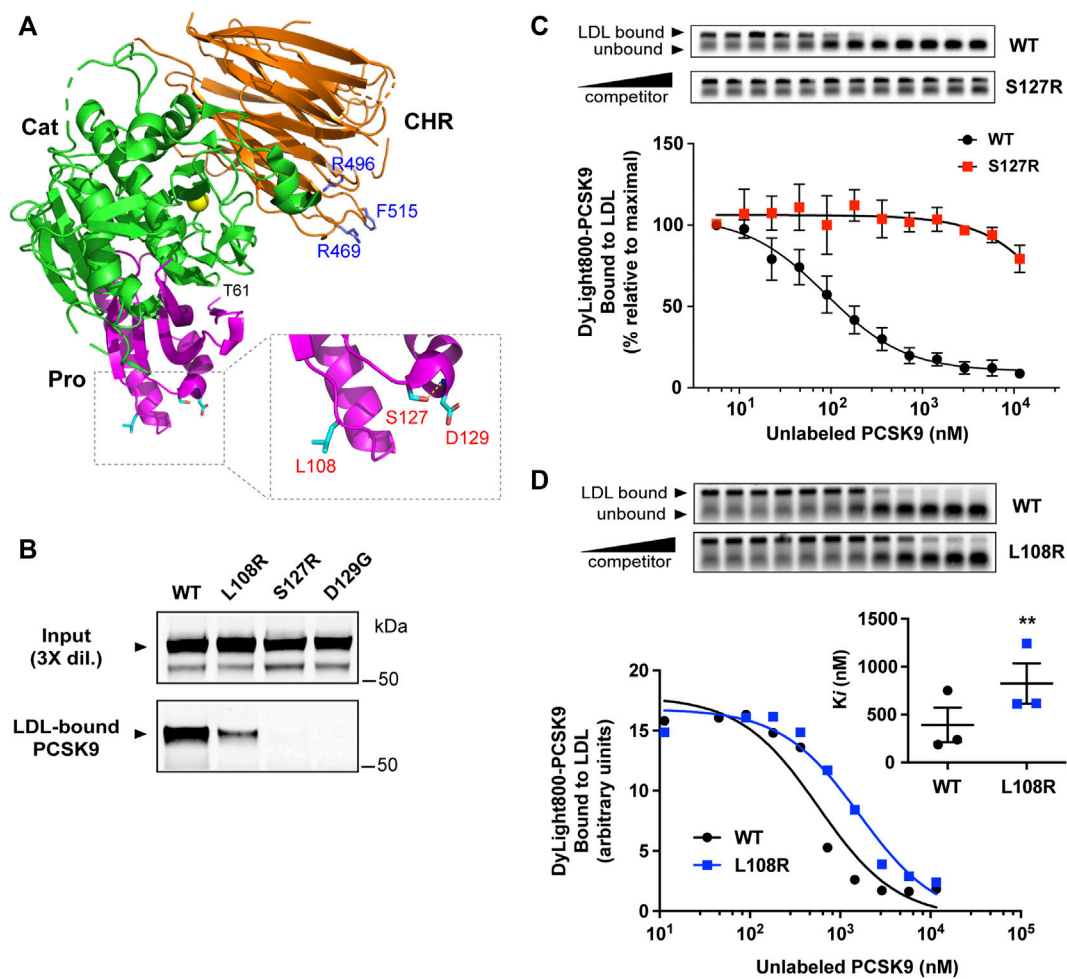 A
Cat
CHR
R496
F515
R469
T61
Pro
S127
D129
L108
B
WT
L108R
S127R
D129G
kDa
Input
(3X dil.)
50
LDL-bound
PCSK9
50
C
LDL bound
unbound
WT
competitor
S127R
WT
S127R
DyLight800-PCSK9
Bound to LDL
(% relative to maximal)
150
100
50
0
10¹
10²
10³
10⁴
Unlabeled PCSK9 (nM)
D
LDL bound
unbound
WT
competitor
L108R
Ki (nM)
1500
1000
500
0
**
WT
L108R
DyLight800-PCSK9
Bound to LDL
(arbitrary uinits)
20
15
10
5
0
WT
L108R
10¹
10²
10³
10⁴
10⁵
Unlabeled PCSK9 (nM)